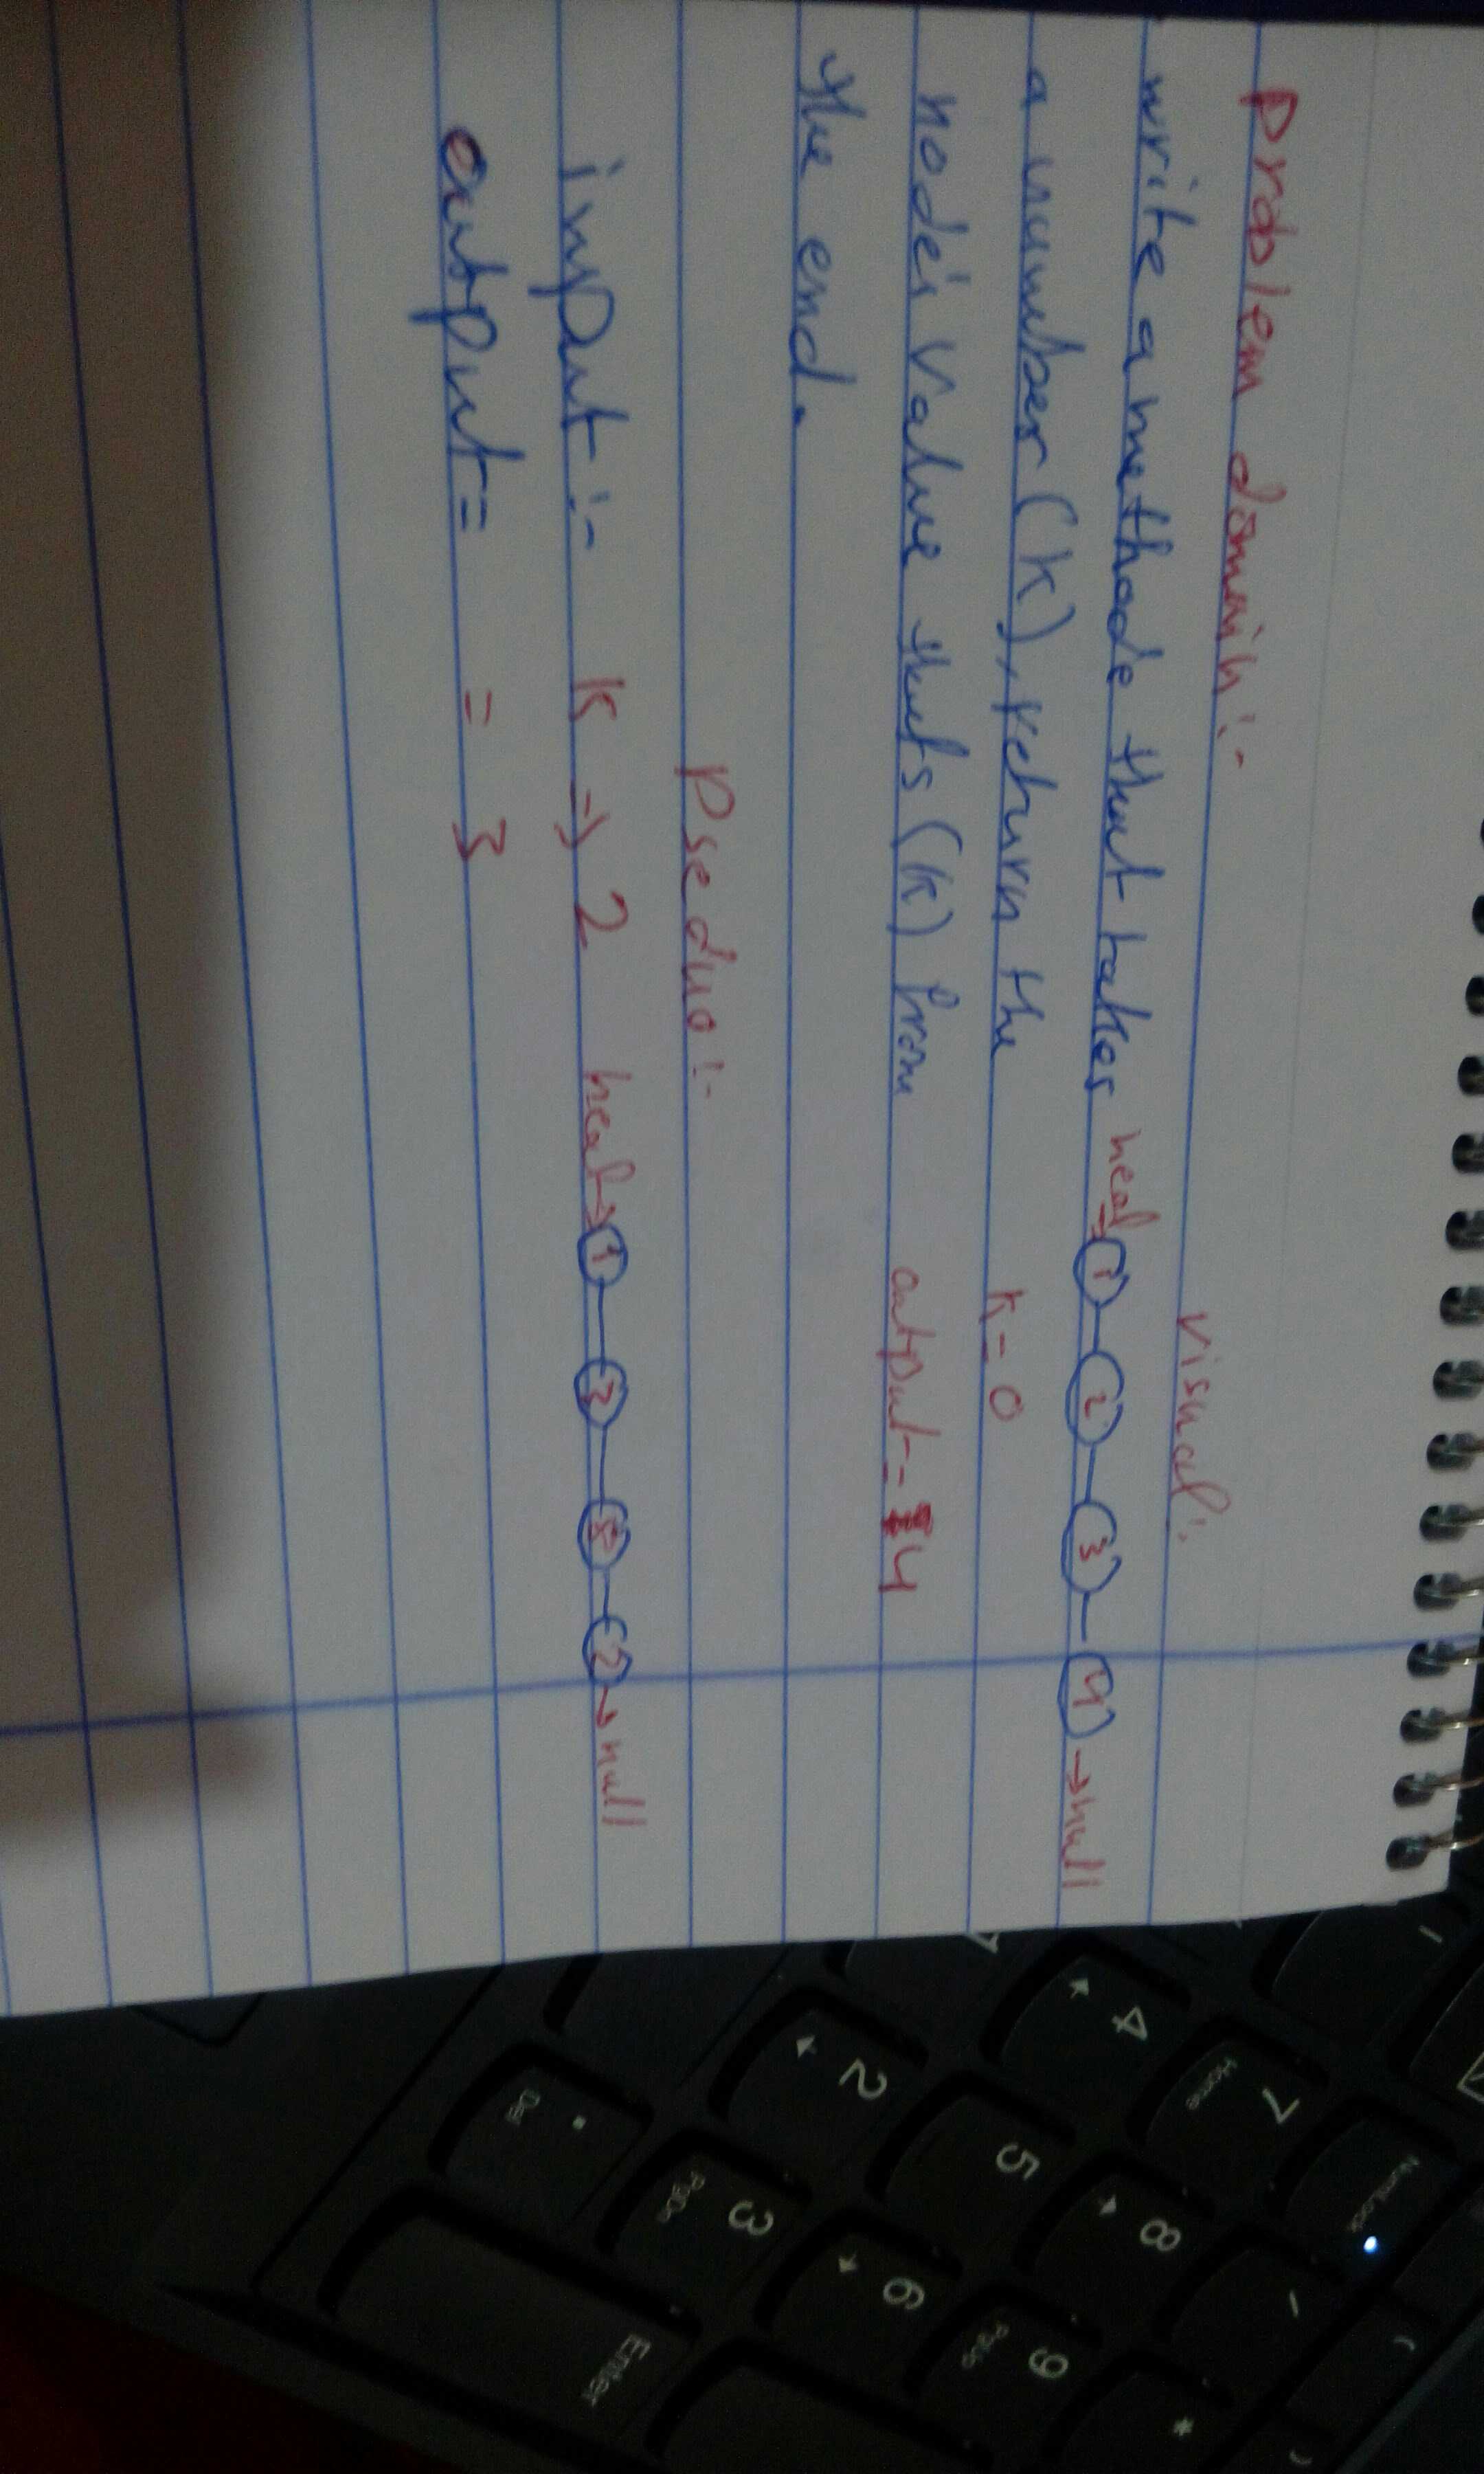 Problem domain :-
visual :
write a methode that takes
head → 1 2 3 4 → null
a number (k), return the
k = 0
node's value thats (k) from
output = 4
the end.
Pseduo :-
input :- k → 2 head → 1 3 8 2 → null
output = = 3
7
Home
8
9
PgUp
4
5
6
2
3
PgDn
.
Del
Enter
NumLock
/
*